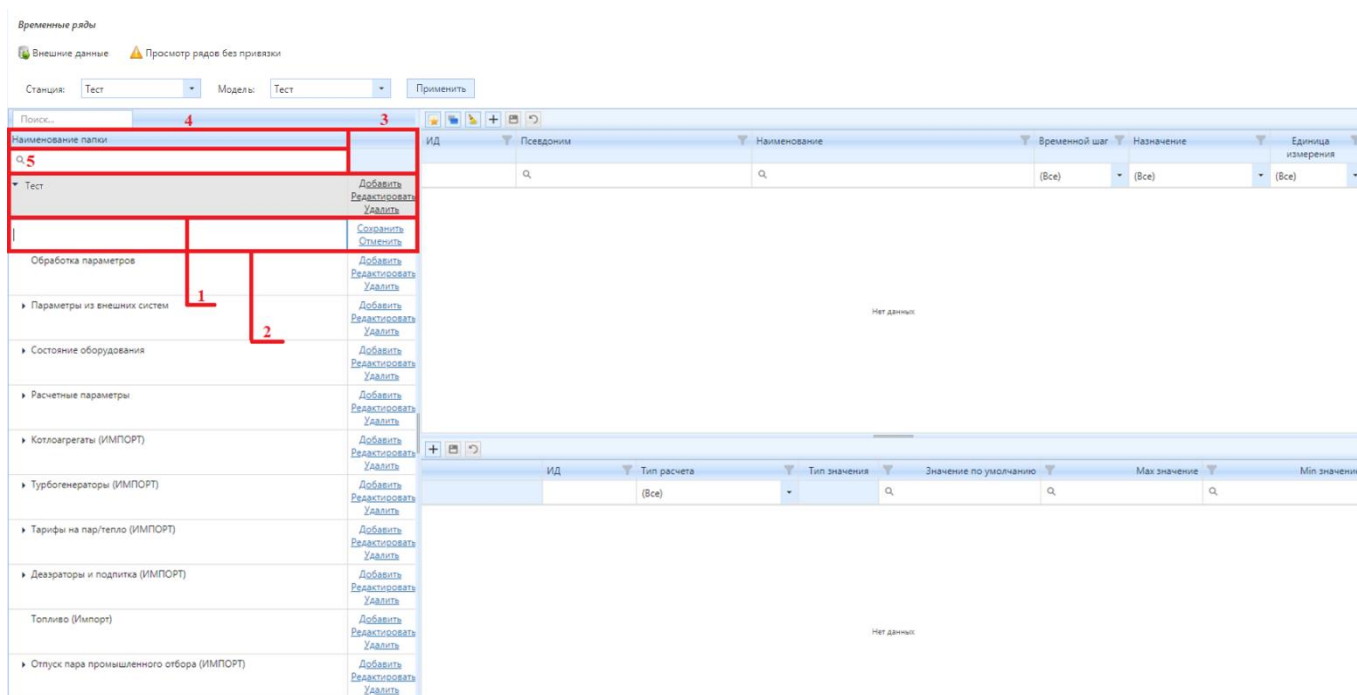 Временные ряды
Внешние данные Просмотр рядов без привязки
Станция: Тест Модель: Тест Применить
Поиск... 4 3
Наименование папки ИД Псевдоним Наименование Временной шаг Назначение Единица измерения
5 (Все) (Все) (Все)
Тест Добавить
Редактировать
Удалить
Сохранить
Отменить
Обработка параметров Добавить
Редактировать
Удалить
1
Параметры из внешних систем Добавить
Редактировать
Удалить
Нет данных
2
Состояние оборудования Добавить
Редактировать
Удалить
Расчетные параметры Добавить
Редактировать
Удалить
Котлоагрегаты (ИМПОРТ) Добавить
Редактировать
Удалить
ИД Тип расчета Тип значения Значение по умолчанию Max значение Min значение
(Все)
Турбогенераторы (ИМПОРТ) Добавить
Редактировать
Удалить
Тарифы на пар/тепло (ИМПОРТ) Добавить
Редактировать
Удалить
Деаэраторы и подпитка (ИМПОРТ) Добавить
Редактировать
Удалить
Топливо (Импорт) Добавить
Редактировать
Удалить
Нет данных
Отпуск пара промышленного отбора (ИМПОРТ) Добавить
Редактировать
Удалить